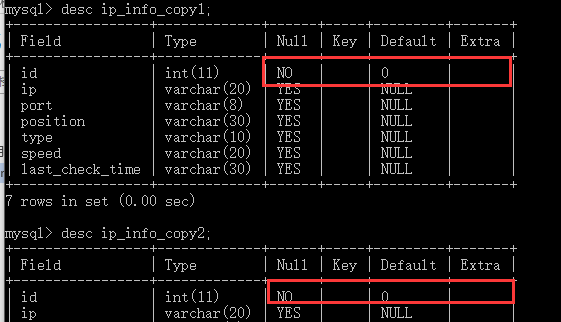 mysql> desc ip_info_copy1;
| Field | Type | Null | Key | Default | Extra |
| id | int(11) | NO | | 0 | |
| ip | varchar(20) | YES | | NULL | |
| port | varchar(8) | YES | | NULL | |
| position | varchar(30) | YES | | NULL | |
| type | varchar(10) | YES | | NULL | |
| speed | varchar(20) | YES | | NULL | |
| last_check_time | varchar(30) | YES | | NULL | |
7 rows in set (0.00 sec)
mysql> desc ip_info_copy2;
| Field | Type | Null | Key | Default | Extra |
| id | int(11) | NO | | 0 | |
| ip | varchar(20) | YES | | NULL | |